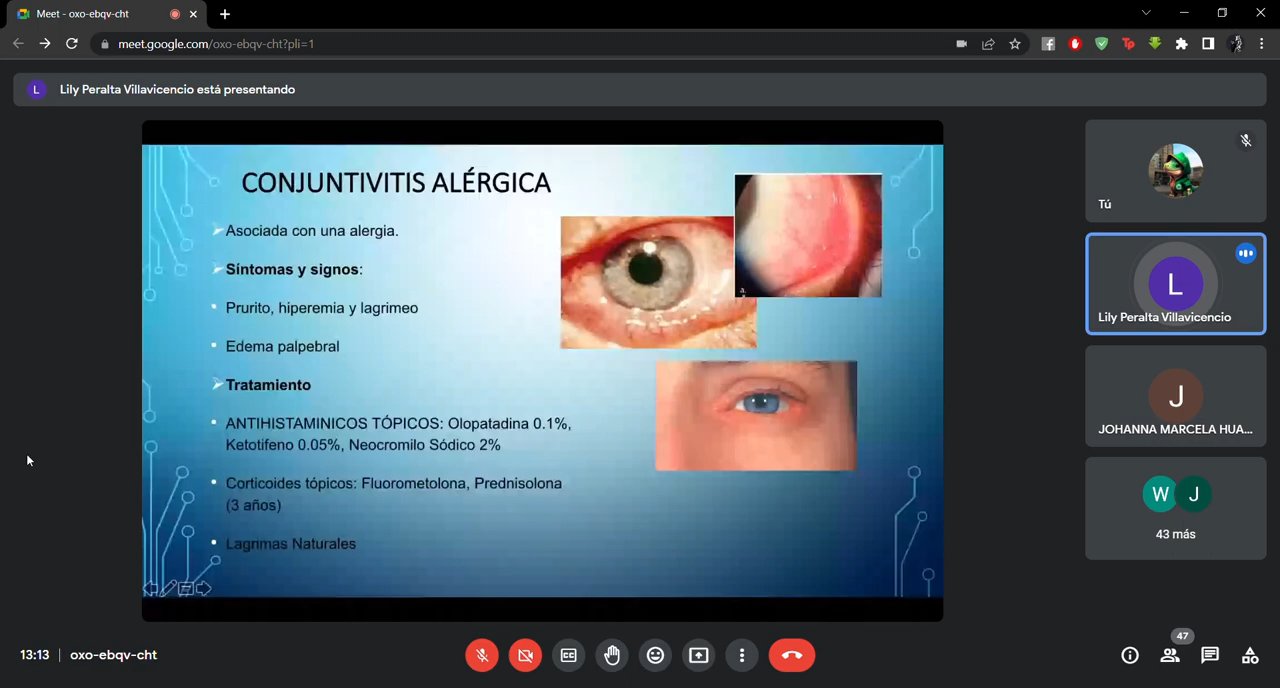 Meet - oxo-ebqv-cht
meet.google.com/oxo-ebqv-cht?pli=1
L
Lily Peralta Villavicencio está presentando
CONJUNTIVITIS ALÉRGICA
Asociada con una alergia.
Síntomas y signos:
Prurito, hiperemia y lagrimeo
Edema palpebral
Tratamiento
ANTIHISTAMINICOS TÓPICOS: Olopatadina 0.1%,
Ketotifeno 0.05%, Neocromilo Sódico 2%
Corticoides tópicos: Fluorometolona, Prednisolona
(3 años)
Lagrimas Naturales
a.
Tú
L
Lily Peralta Villavicencio
J
JOHANNA MARCELA HUA...
W J
43 más
13:13 | oxo-ebqv-cht
47